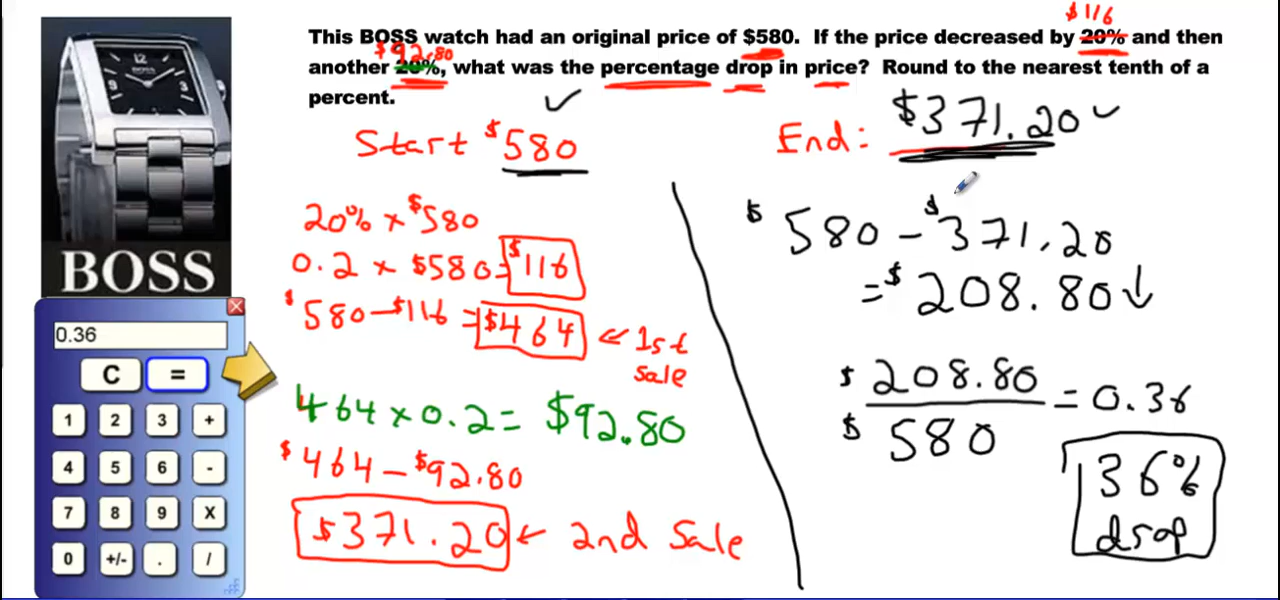 $116
This BOSS watch had an original price of $580. If the price decreased by 20% and then
$92.80
another 20%, what was the percentage drop in price? Round to the nearest tenth of a
percent.
Start $580
End: $371.20
20% x $580
0.2 x $580 = $116
$580 - $116 = $464 1st
sale
464 x 0.2 = $92.80
$464 - $92.80
$371.20 ← 2nd sale
$580 - $371.20
= $208.80 ↓
$208.80
$580
= 0.36
36%
drop
BOSS
12
BOSS
9
3
0.36
C =
1 2 3 +
4 5 6 -
7 8 9 X
0 +/- . /